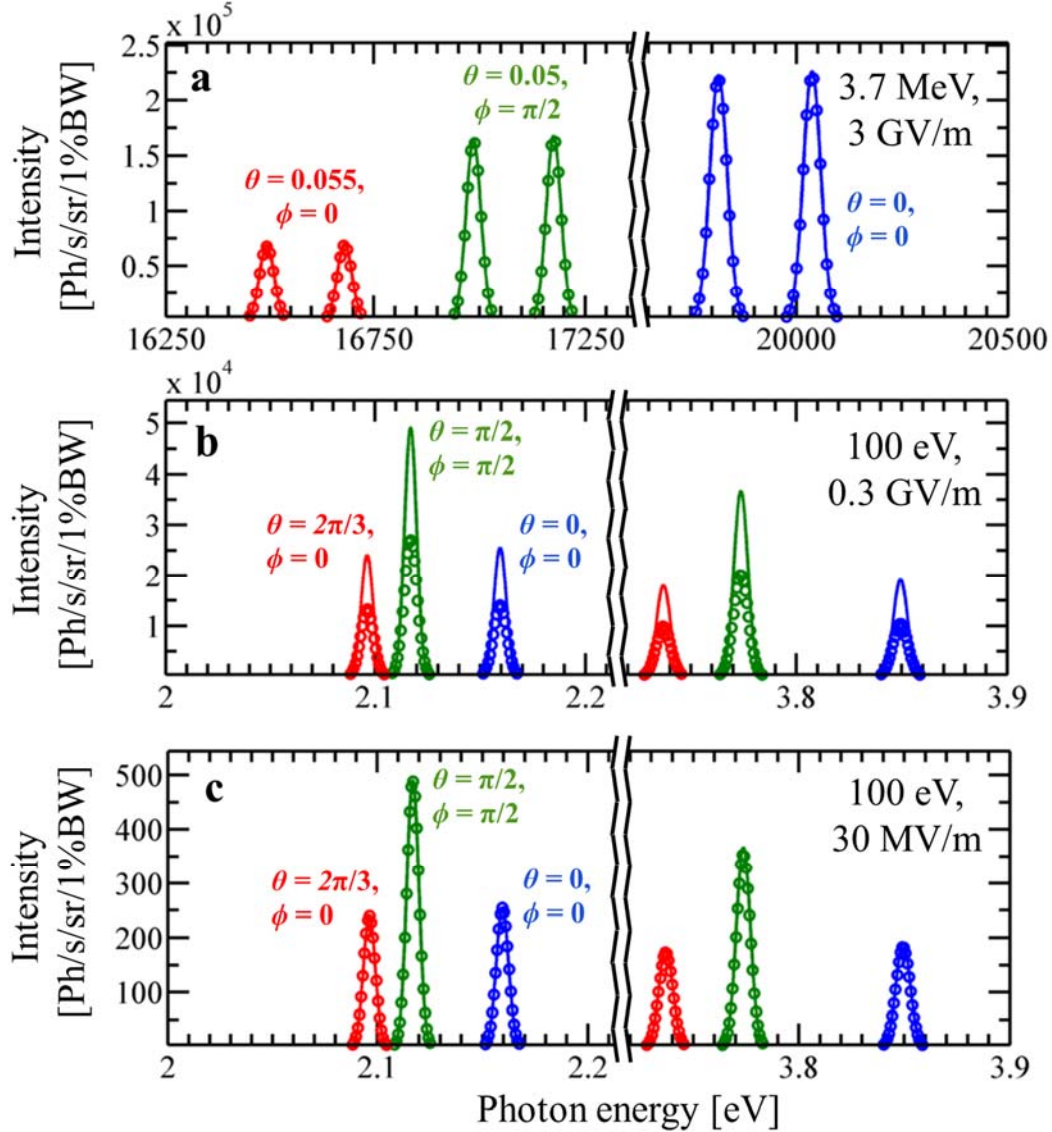 x 10⁵
Intensity
[Ph/s/sr/1%BW]
2.5
2
1.5
1
0.5
a
θ = 0.055,
ϕ = 0
θ = 0.05,
ϕ = π/2
3.7 MeV,
3 GV/m
θ = 0,
ϕ = 0
16250 16750 17250 20000 20500
x 10⁴
Intensity
[Ph/s/sr/1%BW]
5
4
3
2
1
b
θ = 2π/3,
ϕ = 0
θ = π/2,
ϕ = π/2
θ = 0,
ϕ = 0
100 eV,
0.3 GV/m
2 2.1 2.2 3.8 3.9
Intensity
[Ph/s/sr/1%BW]
500
400
300
200
100
c
θ = 2π/3,
ϕ = 0
θ = π/2,
ϕ = π/2
θ = 0,
ϕ = 0
100 eV,
30 MV/m
2 2.1 2.2 3.8 3.9
Photon energy [eV]